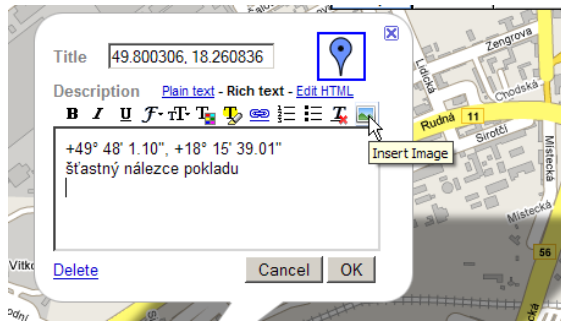 Title 49.800306, 18.260836
Description Plain text - Rich text - Edit HTML
B I U F T T T T
+49° 48' 1.10", +18° 15' 39.01"
šťastný nálezce pokladu
Insert Image
Delete Cancel OK
Zengrova
Lidická
Chodská
Rudná 11
Sirotčí
Místecká
Místecká
56
Vítko